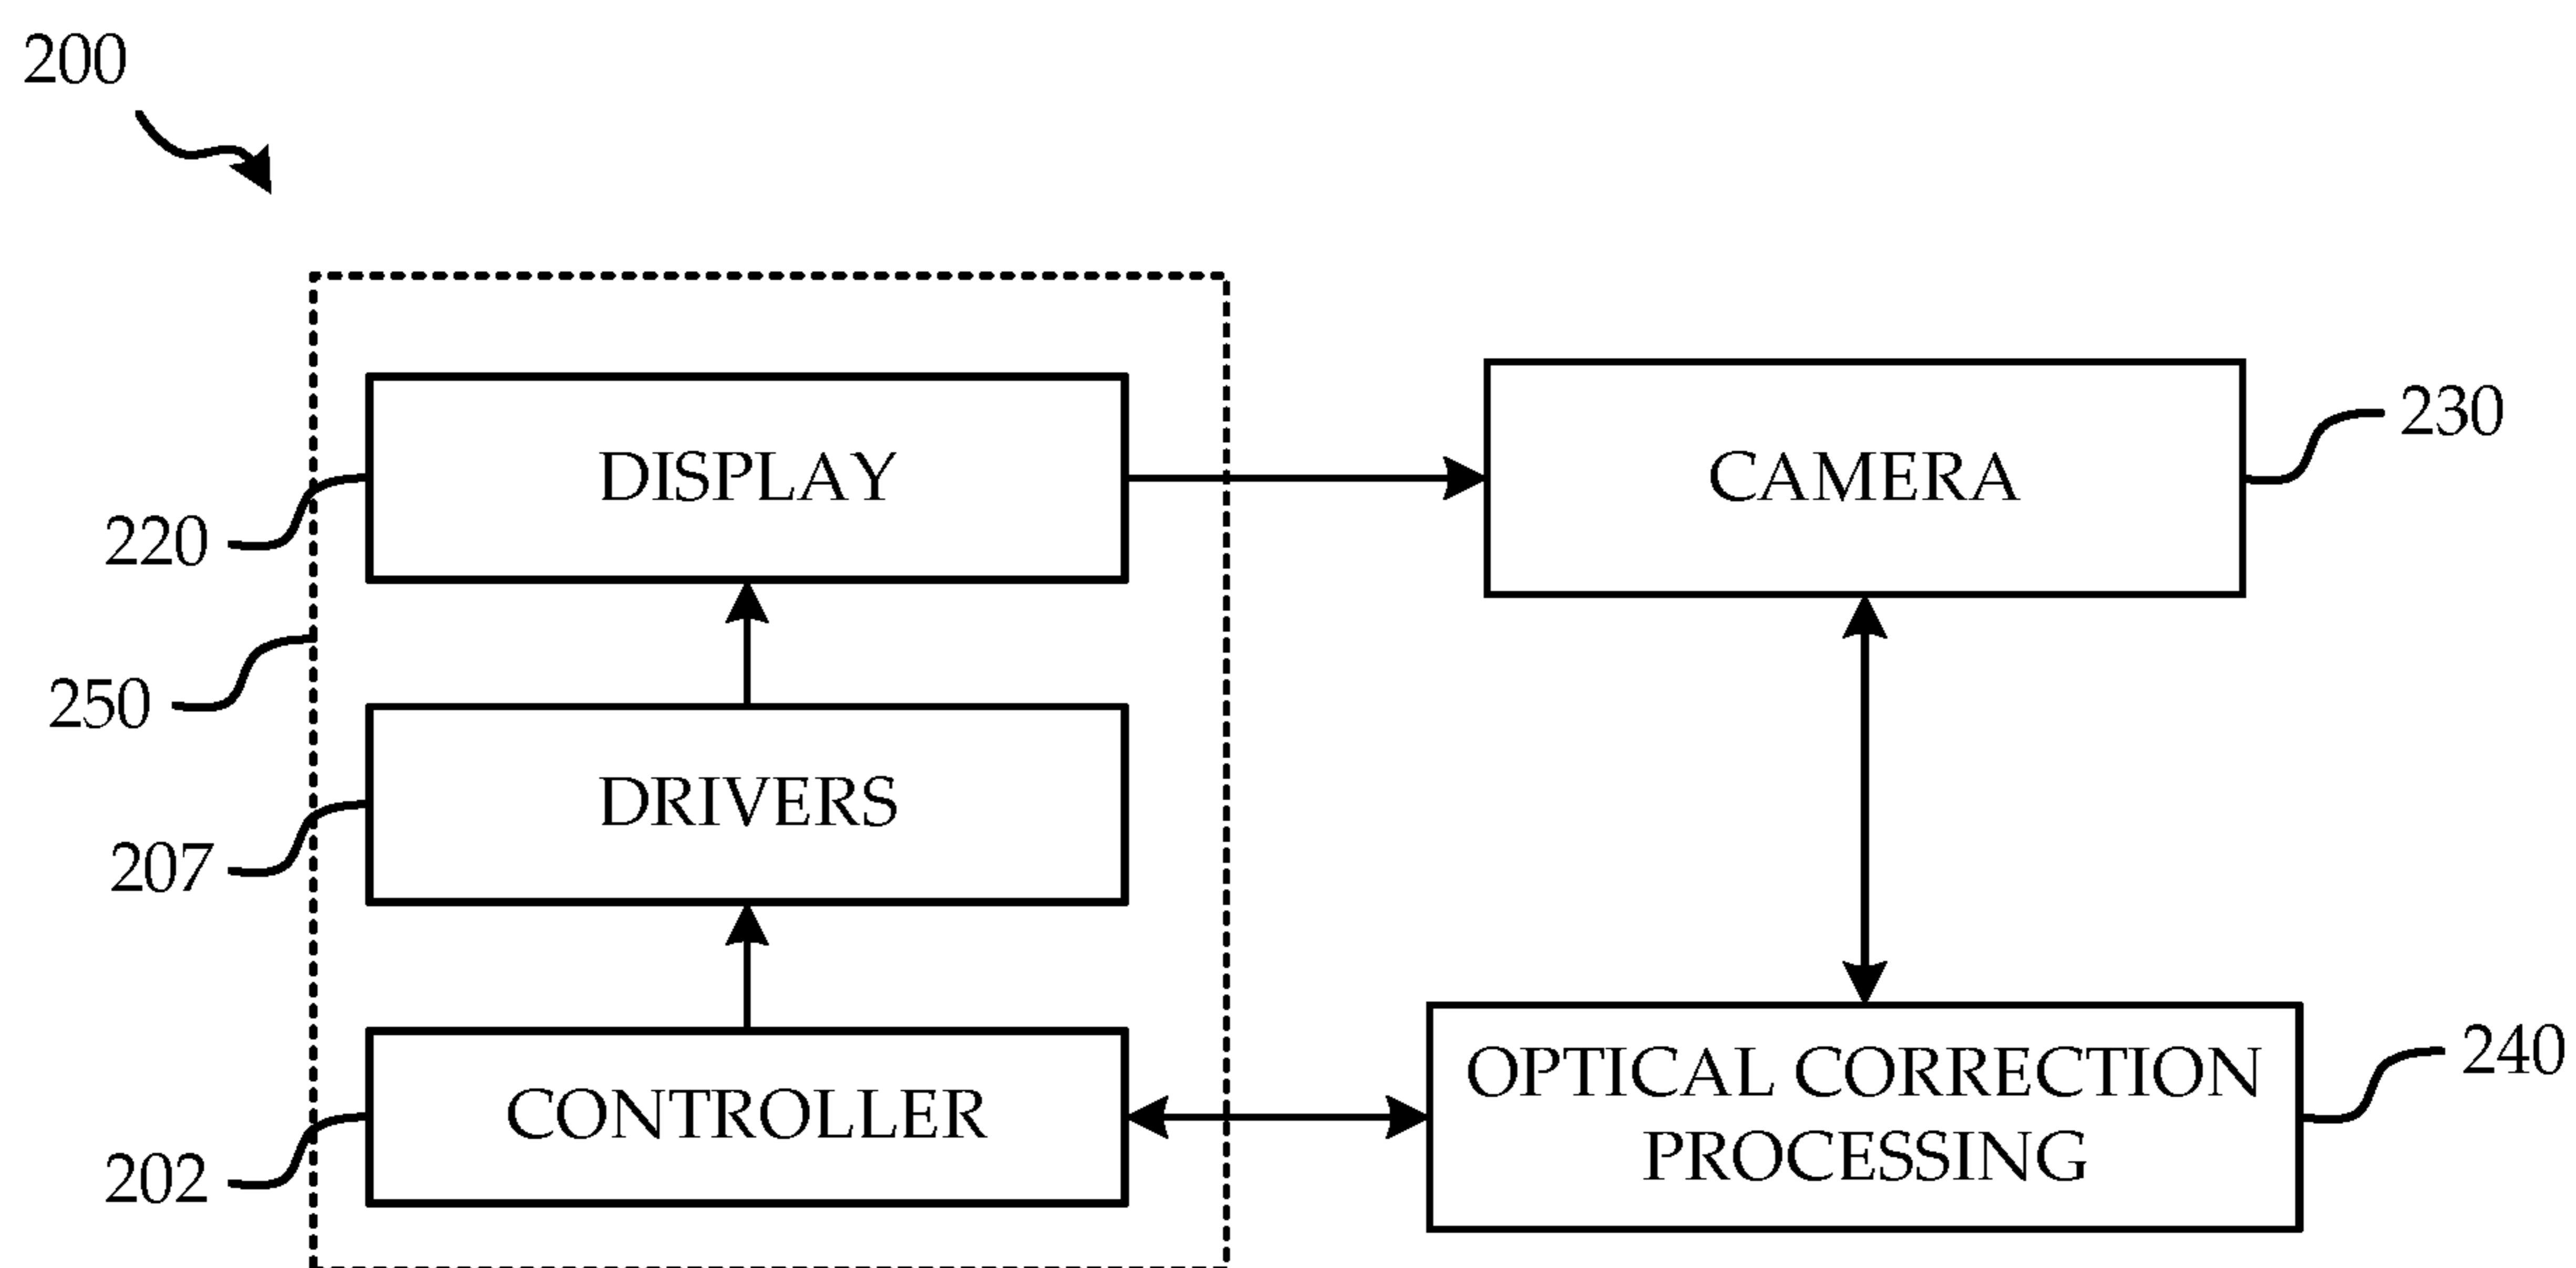 200
DISPLAY
CAMERA
230
220
250
DRIVERS
207
CONTROLLER
202
OPTICAL CORRECTION
PROCESSING
240